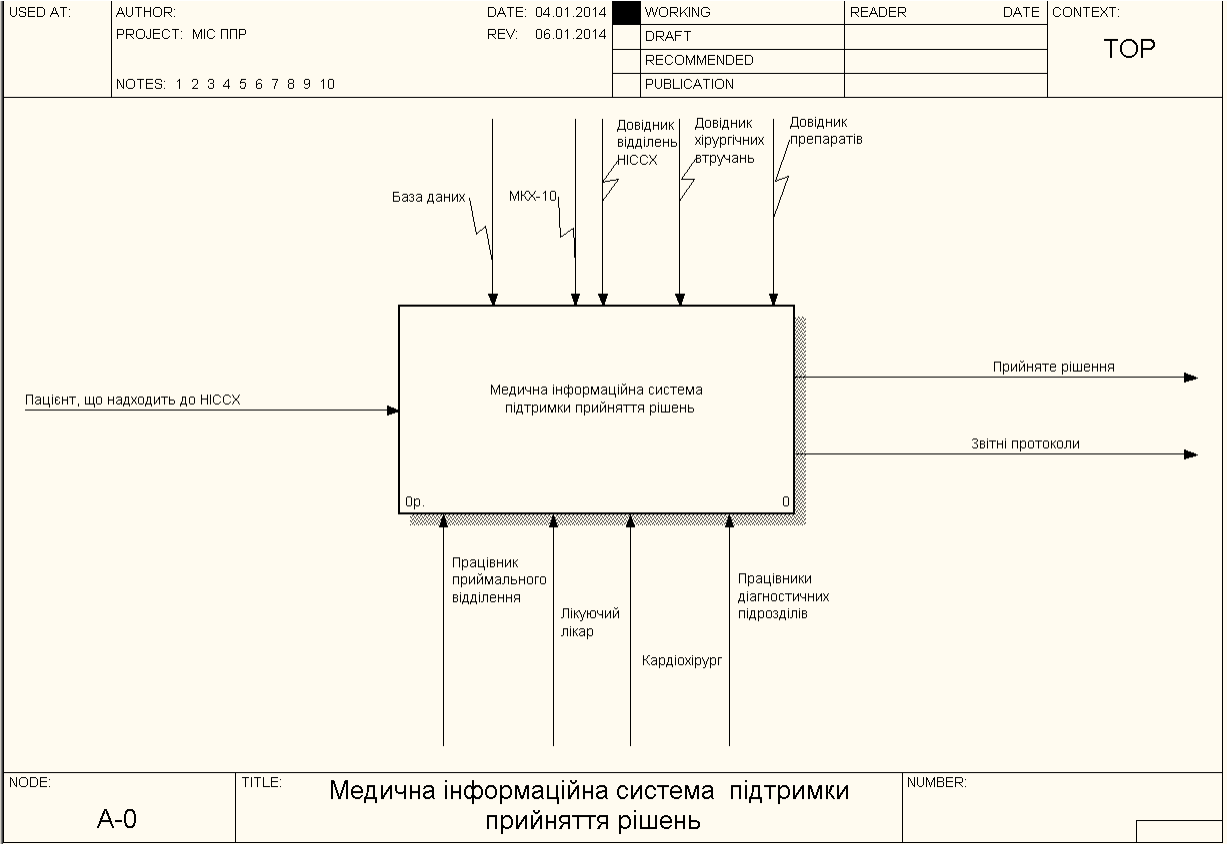 USED AT:
AUTHOR:
DATE: 04.01.2014
PROJECT: МІС ППР
REV: 06.01.2014
NOTES: 1 2 3 4 5 6 7 8 9 10
WORKING
DRAFT
RECOMMENDED
PUBLICATION
READER
DATE
CONTEXT:
TOP
База даних
МКХ-10
Довідник
відділень
НІССХ
Довідник
хірургічних
втручань
Довідник
препаратів
Пацієнт, що надходить до НІССХ
Медична інформаційна система
підтримки прийняття рішень
0р.
0
Прийняте рішення
Звітні протоколи
Працівник
приймального
відділення
Лікуючий
лікар
Кардіохірург
Працівники
діагностичних
підрозділів
NODE:
A-0
TITLE:
Медична інформаційна система підтримки
прийняття рішень
NUMBER: